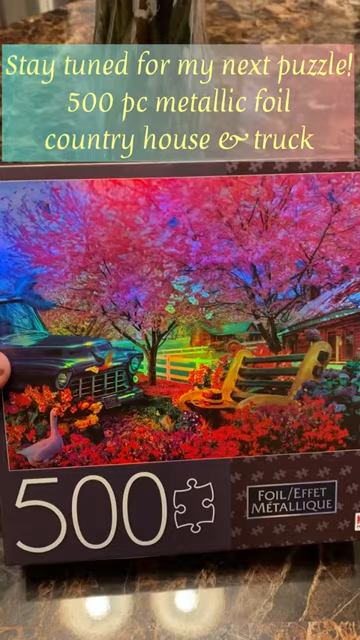 Stay tuned for my next puzzle!
500 pc metallic foil
country house & truck
500
FOIL/EFFET
MÉTALLIQUE